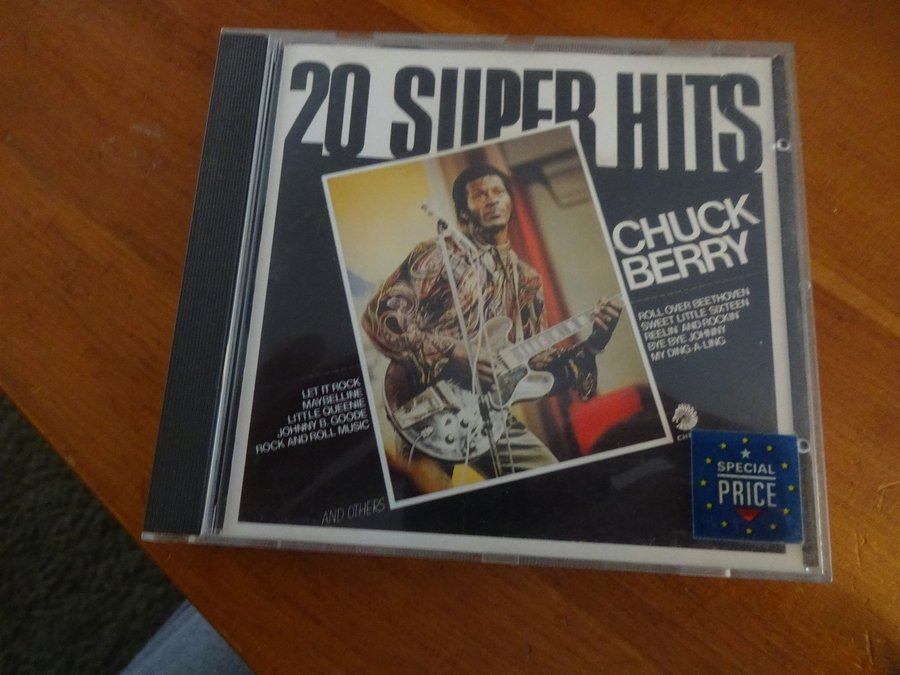 20 SUPER HITS
CHUCK
BERRY
ROLL OVER BEETHOVEN
SWEET LITTLE SIXTEEN
REELIN' AND ROCKIN'
BYE BYE JOHNNY
MY DING-A-LING
LET IT ROCK
MAYBELLINE
LITTLE QUEENIE
JOHNNY B. GOODE
ROCK AND ROLL MUSIC
...AND OTHERS
SPECIAL
PRICE